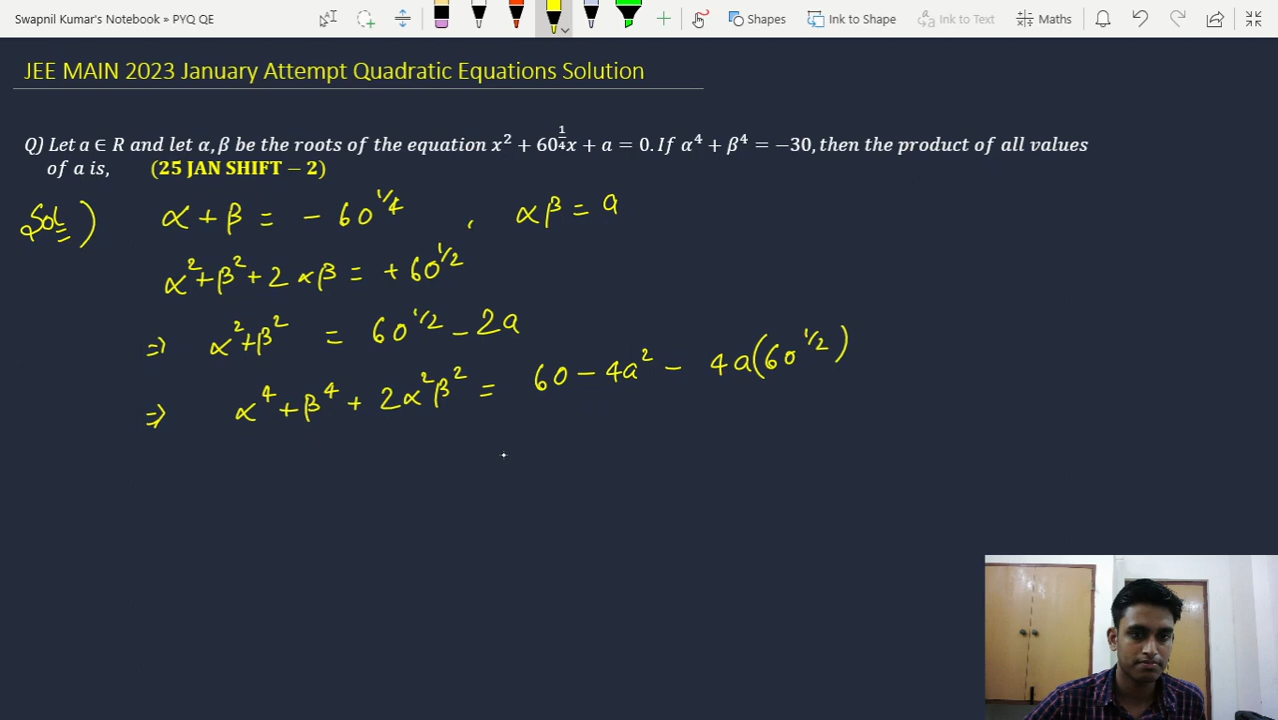 Swapnil Kumar's Notebook » PYQ QE
Shapes
Ink to Shape
Ink to Text
Maths
JEE MAIN 2023 January Attempt Quadratic Equations Solution
Q) Let a ∈ R and let α, β be the roots of the equation x² + 60^(1/4)x + a = 0. If α⁴ + β⁴ = −30, then the product of all values
of a is, (25 JAN SHIFT − 2)
Sol) α + β = − 60^(1/4) , αβ = a
α² + β² + 2αβ = + 60^(1/2)
⇒ α² + β² = 60^(1/2) − 2a
⇒ α⁴ + β⁴ + 2α²β² = 60 − 4a² − 4a(60^(1/2))